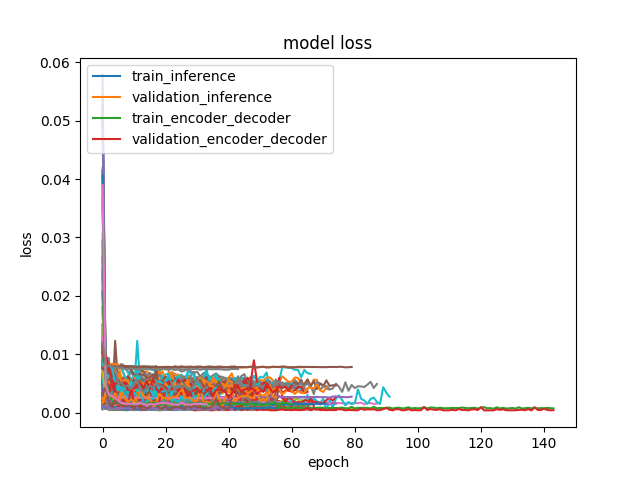 model loss
train_inference
validation_inference
train_encoder_decoder
validation_encoder_decoder
0.06
0.05
0.04
0.03
0.02
0.01
0.00
loss
0 20 40 60 80 100 120 140
epoch